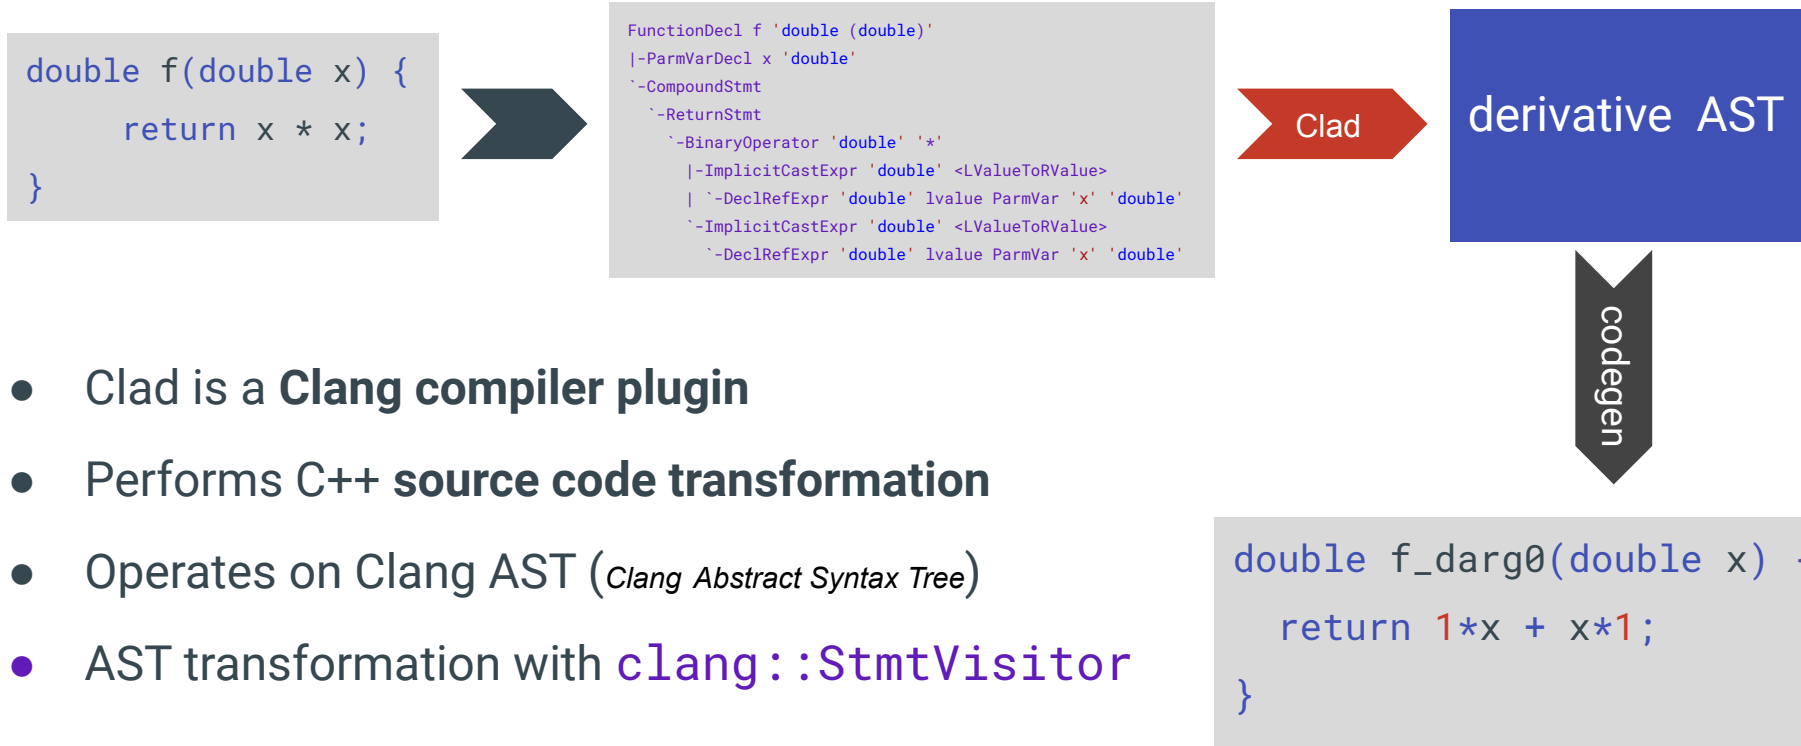 double f(double x) {
return x * x;
}
FunctionDecl f 'double (double)'
|-ParmVarDecl x 'double'
`-CompoundStmt
`-ReturnStmt
`-BinaryOperator 'double' '*'
|-ImplicitCastExpr 'double' <LValueToRValue>
| `-DeclRefExpr 'double' lvalue ParmVar 'x' 'double'
`-ImplicitCastExpr 'double' <LValueToRValue>
`-DeclRefExpr 'double' lvalue ParmVar 'x' 'double'
Clad
derivative AST
codegen
● Clad is a Clang compiler plugin
● Performs C++ source code transformation
● Operates on Clang AST (Clang Abstract Syntax Tree)
● AST transformation with clang::StmtVisitor
double f_darg0(double x) {
return 1*x + x*1;
}